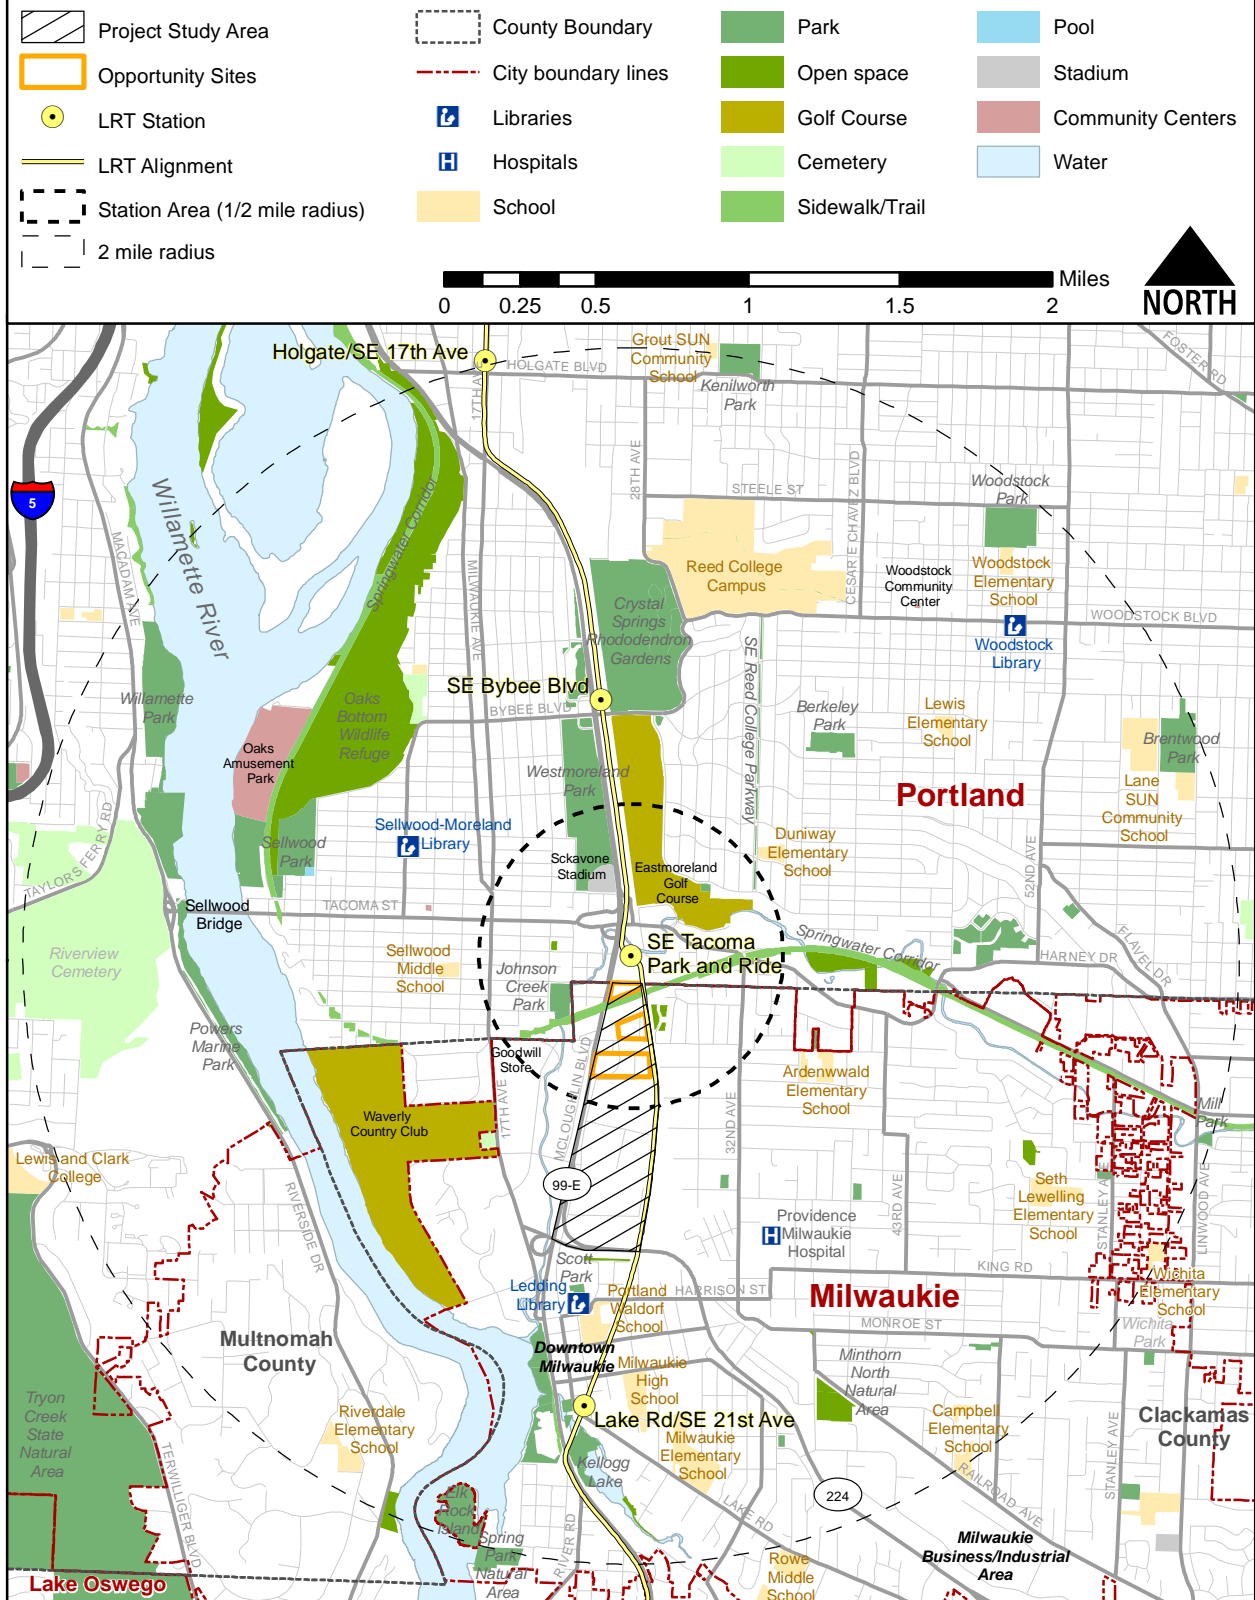 Project Study Area
Opportunity Sites
LRT Station
LRT Alignment
Station Area (1/2 mile radius)
2 mile radius
County Boundary
City boundary lines
Libraries
H
Hospitals
School
Park
Open space
Golf Course
Cemetery
Sidewalk/Trail
Pool
Stadium
Community Centers
Water
Miles
0
0.25
0.5
1
1.5
2
NORTH
Holgate/SE 17th Ave
HOLGATE BLVD
17TH AV
Grout SUN
Community
School
Kenilworth
Park
FOSTER RD
5
Willamette River
MACADAM AVE
Springwater Corridor
MILWAUKIE AVE
28TH AVE
STEELE ST
CESAR E CHAVEZ BLVD
Woodstock
Park
Reed College
Campus
Woodstock
Community
Center
Woodstock
Elementary
School
WOODSTOCK BLVD
Woodstock
Library
Crystal
Springs
Rhododendron
Gardens
SE Reed College Parkway
SE Bybee Blvd
BYBEE BLVD
Willamette
Park
Oaks
Bottom
Wildlife
Refuge
Oaks
Amusement
Park
Berkeley
Park
Lewis
Elementary
School
Brentwood
Park
Lane
SUN
Community
School
Westmoreland
Park
Portland
TAYLORS FERRY RD
Sellwood
Park
Sellwood-Moreland
Library
Sckavone
Stadium
Eastmoreland
Golf
Course
Duniway
Elementary
School
52ND AVE
Sellwood
Bridge
TACOMA ST
Riverview
Cemetery
Sellwood
Middle
School
Johnson
Creek
Park
SE Tacoma
Park and Ride
Springwater Corridor
HARNEY DR
FLAVEL DR
Powers
Marine
Park
Goodwill
Store
MCLOUGHLIN BLVD
17TH AVE
Waverly
Country Club
Ardenwwald
Elementary
School
32ND AVE
Mill
Park
Lewis and Clark
College
RIVERSIDE DR
99-E
43RD AVE
Seth
Lewelling
Elementary
School
STANLEY AVE
LINWOOD AVE
H
Providence
Milwaukie
Hospital
KING RD
Scott
Park
Ledding
Library
Portland
Waldorf
School
HARRISON ST
Milwaukie
MONROE ST
Wichita
Elementary
School
Wichita
Park
Multnomah
County
Downtown
Milwaukie
Milwaukie
High
School
Minthorn
North
Natural
Area
Tryon
Creek
State
Natural
Area
Riverdale
Elementary
School
Lake Rd/SE 21st Ave
Milwaukie
Elementary
School
Campbell
Elementary
School
Clackamas
County
STANLEY AVE
TERWILLIGER BLVD
Kellogg
Lake
LAKE RD
224
RAILROAD AVE
Elk
Rock
Island
Spring
Park
Natural
Area
RIVER RD
Milwaukie
Business/Industrial
Area
Rowe
Middle
School
Lake Oswego